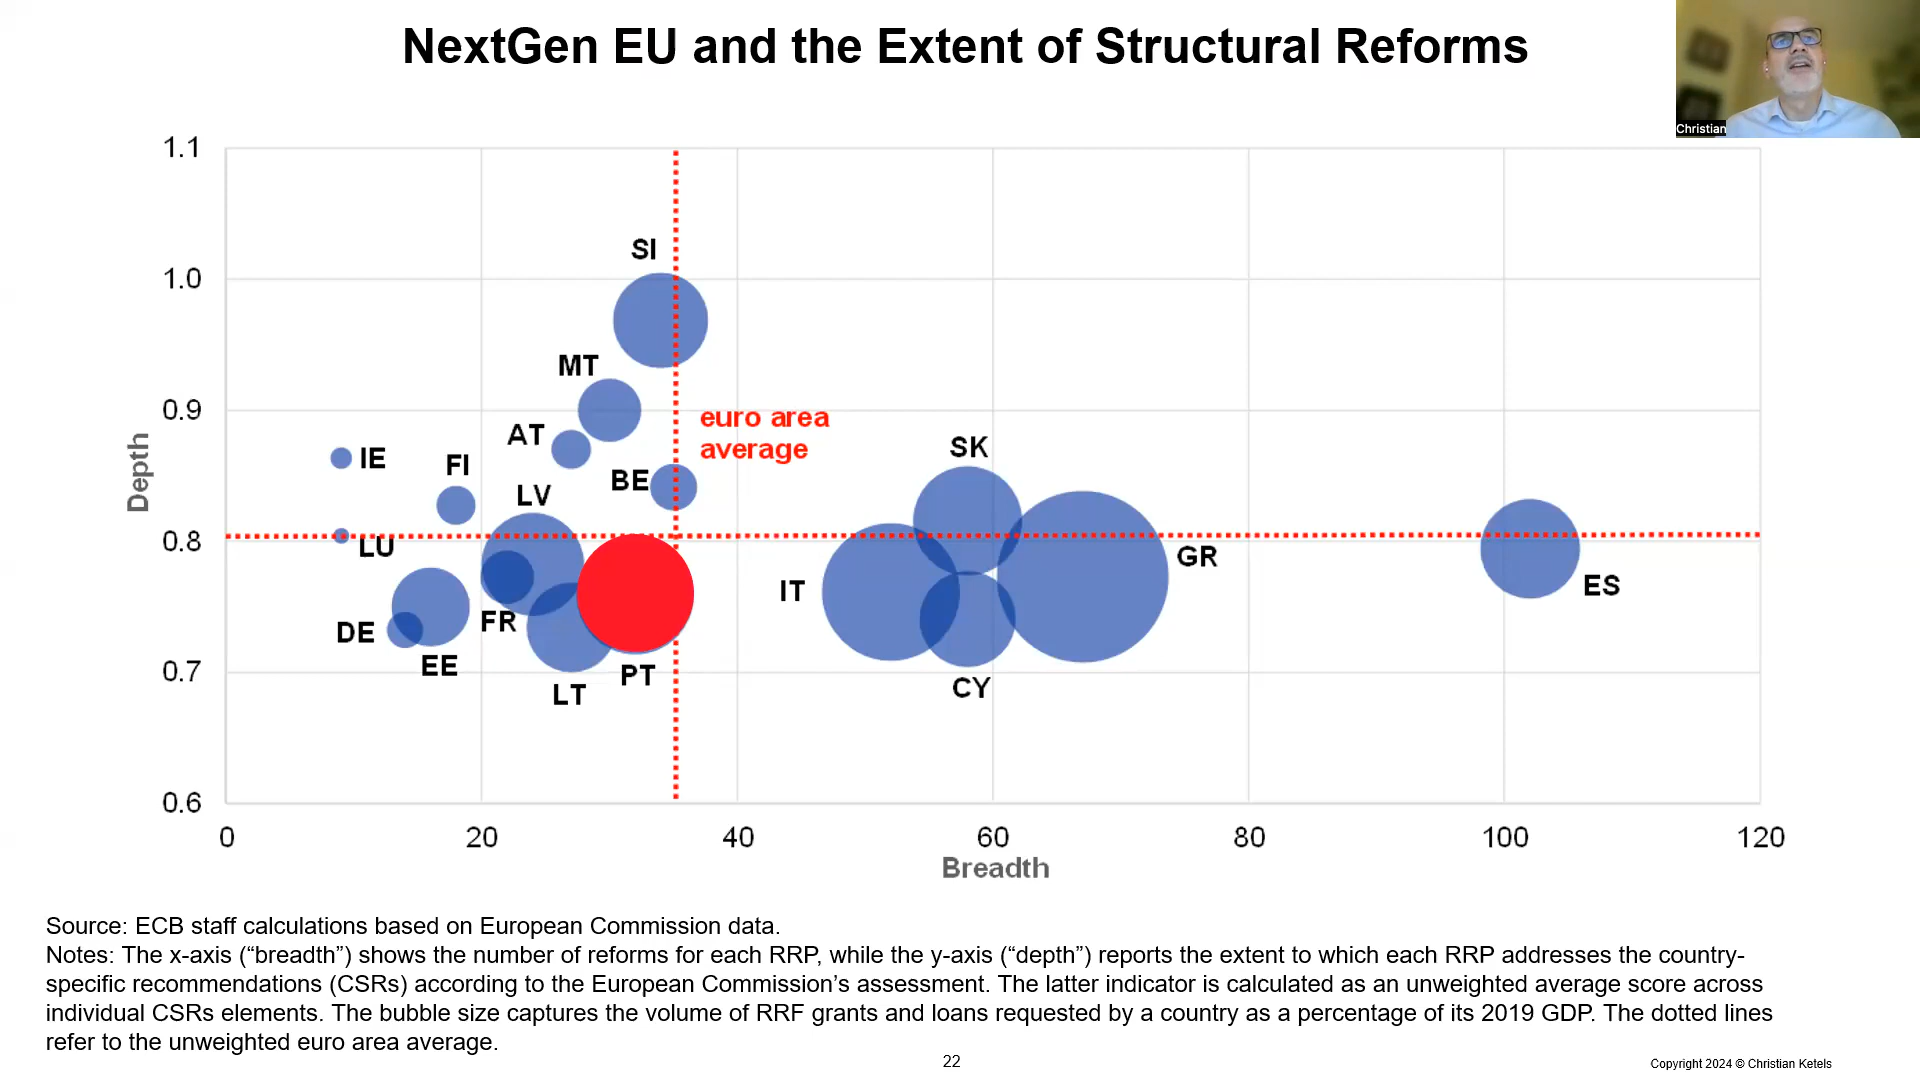 NextGen EU and the Extent of Structural Reforms
Christian
1.1
1.0
0.9
0.8
0.7
0.6
Depth
SI
MT
AT
euro area
average
IE
FI
BE
SK
LV
LU
GR
IT
ES
DE
FR
EE
PT
LT
CY
0
20
40
60
80
100
120
Breadth
Source: ECB staff calculations based on European Commission data.
Notes: The x-axis (“breadth”) shows the number of reforms for each RRP, while the y-axis (“depth”) reports the extent to which each RRP addresses the country-
specific recommendations (CSRs) according to the European Commission’s assessment. The latter indicator is calculated as an unweighted average score across
individual CSRs elements. The bubble size captures the volume of RRF grants and loans requested by a country as a percentage of its 2019 GDP. The dotted lines
refer to the unweighted euro area average.
22
Copyright 2024 © Christian Ketels